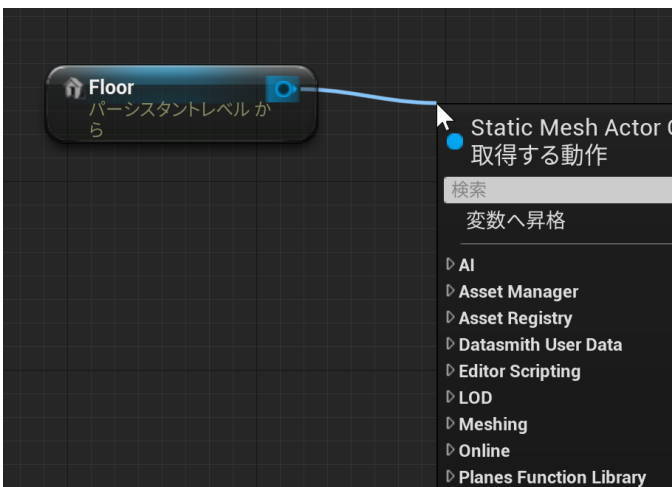 Floor
パーシスタントレベル か
ら
Static Mesh Actor
取得する動作
検索
変数へ昇格
AI
Asset Manager
Asset Registry
Datasmith User Data
Editor Scripting
LOD
Meshing
Online
Planes Function Library